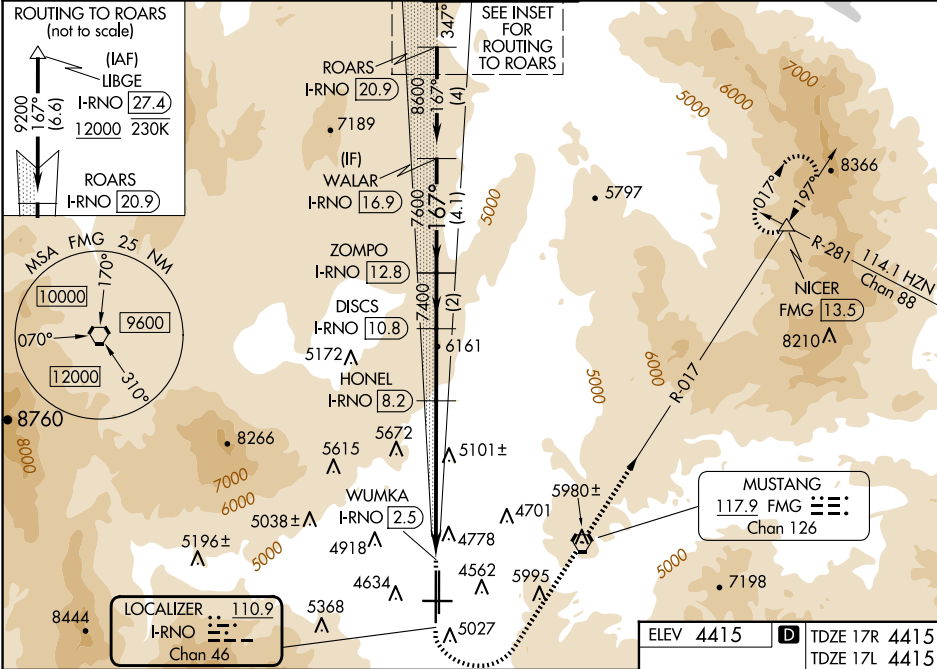 ROUTING TO ROARS
(not to scale)
(IAF)
LIBGE
I-RNO 27.4
12000 230K
9200
167°
(6.6)
ROARS
I-RNO 20.9
SEE INSET
FOR
ROUTING
TO ROARS
347°
ROARS
I-RNO 20.9
8600
167°
(4)
7189
(IF)
WALAR
I-RNO 16.9
7600
167°
(4.1)
5000
5797
7000
6000
5000
8366
017°
197°
R-281
114.1 HZN
Chan 88
NICER
FMG 13.5
8210
ZOMPO
I-RNO 12.8
7400
(2)
DISCS
I-RNO 10.8
6161
5172
HONEL
I-RNO 8.2
MSA FMG 25 NM
170°
10000
9600
070°
12000
310°
8760
8000
8266
7000
6000
5615
5672
5101±
5000
6000
R-017
WUMKA
I-RNO 2.5
5038±
5196±
5000
4918
4778
4701
5980±
MUSTANG
117.9 FMG
Chan 126
5000
4634
4562
5995
7198
8444
LOCALIZER 110.9
I-RNO
Chan 46
5368
5027
ELEV 4415
D
TDZE 17R 4415
TDZE 17L 4415